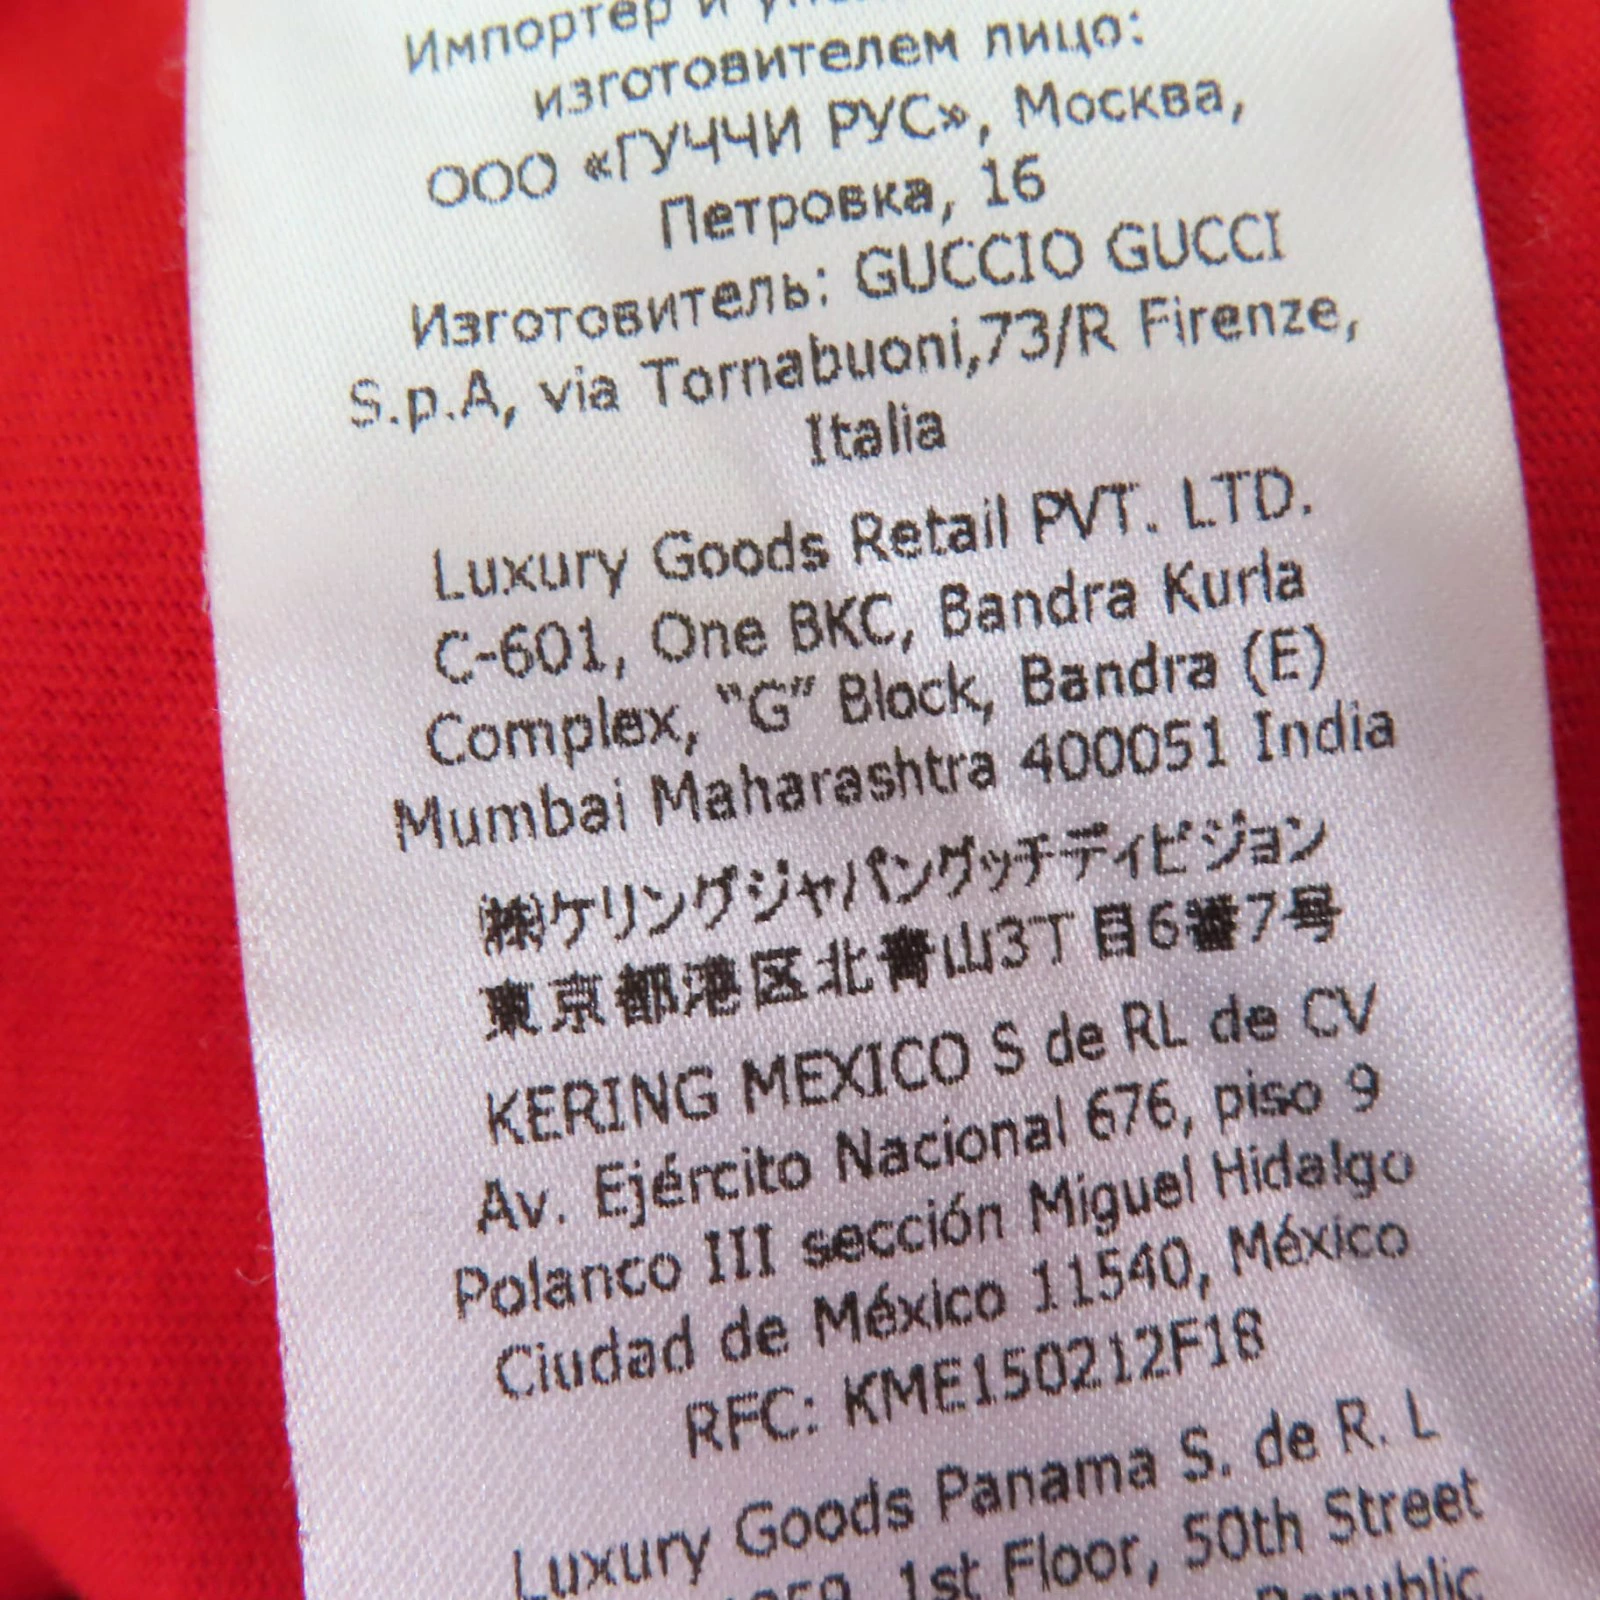 Импортер и
изготовителем лицо:
ООО «ГУЧЧИ РУС», Москва,
Петровка, 16
Изготовитель: GUCCIO GUCCI
S.p.A, via Tornabuoni,73/R Firenze,
Italia
Luxury Goods Retail PVT. LTD.
C-601, One BKC, Bandra Kurla
Complex, "G" Block, Bandra (E)
Mumbai Maharashtra 400051 India
㈱ケリングジャパングッチディビジョン
東京都港区北青山3丁目6番7号
KERING MEXICO S de RL de CV
Av. Ejército Nacional 676, piso 9
Polanco III sección Miguel Hidalgo
Ciudad de México 11540, México
RFC: KME150212F18
Luxury Goods Panama S. de R. L
1st Floor, 50th Street
Republic